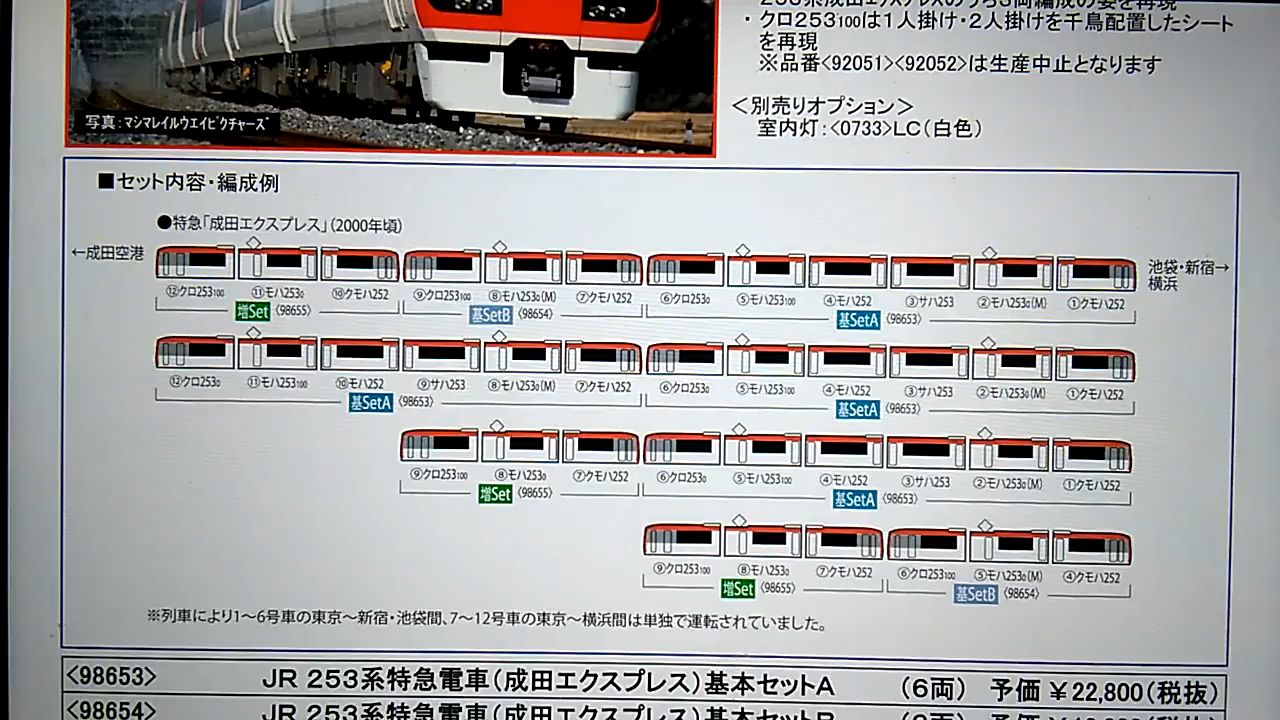 253系成田エクスプレスのうち3両編成の姿を再現
・クロ253100は1人掛け・2人掛けを千鳥配置したシート
を再現
※品番<92051><92052>は生産中止となります
<別売りオプション>
室内灯:<0733>LC(白色)
写真:マシマレイルウエイピクチャーズ
■セット内容・編成例
●特急「成田エクスプレス」(2000年頃)
←成田空港
池袋・新宿→
横浜
⑫クロ253100 ⑪モハ2530 ⑩クモハ252 ⑨クロ253100 ⑧モハ2530(M) ⑦クモハ252 ⑥クロ2530 ⑤モハ253100 ④モハ252 ③サハ253 ②モハ2530(M) ①クモハ252
増Set <98655> 基SetB <98654> 基SetA <98653>
⑫クロ2530 ⑪モハ253100 ⑩モハ252 ⑨サハ253 ⑧モハ2530(M) ⑦クモハ252 ⑥クロ2530 ⑤モハ253100 ④モハ252 ③サハ253 ②モハ2530(M) ①クモハ252
基SetA <98653> 基SetA <98653>
⑨クロ253100 ⑧モハ2530 ⑦クモハ252 ⑥クロ2530 ⑤モハ253100 ④モハ252 ③サハ253 ②モハ2530(M) ①クモハ252
増Set <98655> 基SetA <98653>
⑨クロ253100 ⑧モハ2530 ⑦クモハ252 ⑥クロ253100 ⑤モハ2530(M) ④クモハ252
増Set <98655> 基SetB <98654>
※列車により1~6号車の東京~新宿・池袋間、7~12号車の東京~横浜間は単独で運転されていました。
<98653> JR 253系特急電車(成田エクスプレス)基本セットA (6両) 予価 ¥22,800(税抜)
<98654> JR 253系特急電車(成田エクスプレス)基本セットB